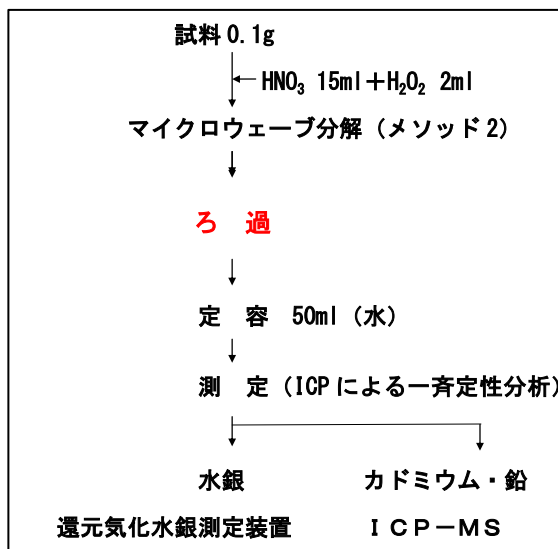 試料 0.1g
HNO₃ 15ml＋H₂O₂ 2ml
マイクロウェーブ分解（メソッド 2）
ろ　過
定　容　50ml（水）
測　定（ICP による一斉定性分析）
水銀　カドミウム・鉛
還元気化水銀測定装置　ＩＣＰ－ＭＳ